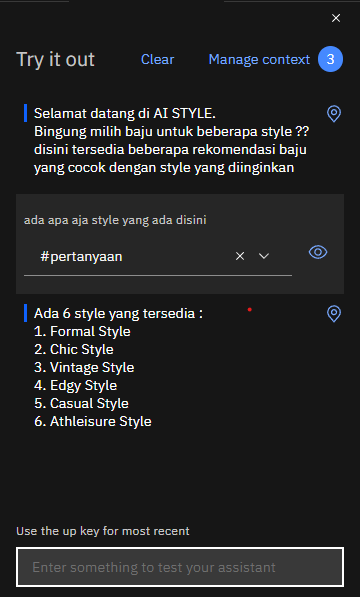 Try it out
Clear
Manage context
3
Selamat datang di AI STYLE.
Bingung milih baju untuk beberapa style ??
disini tersedia beberapa rekomendasi baju
yang cocok dengan style yang diinginkan
ada apa aja style yang ada disini
#pertanyaan
Ada 6 style yang tersedia :
1. Formal Style
2. Chic Style
3. Vintage Style
4. Edgy Style
5. Casual Style
6. Athleisure Style
Use the up key for most recent
Enter something to test your assistant